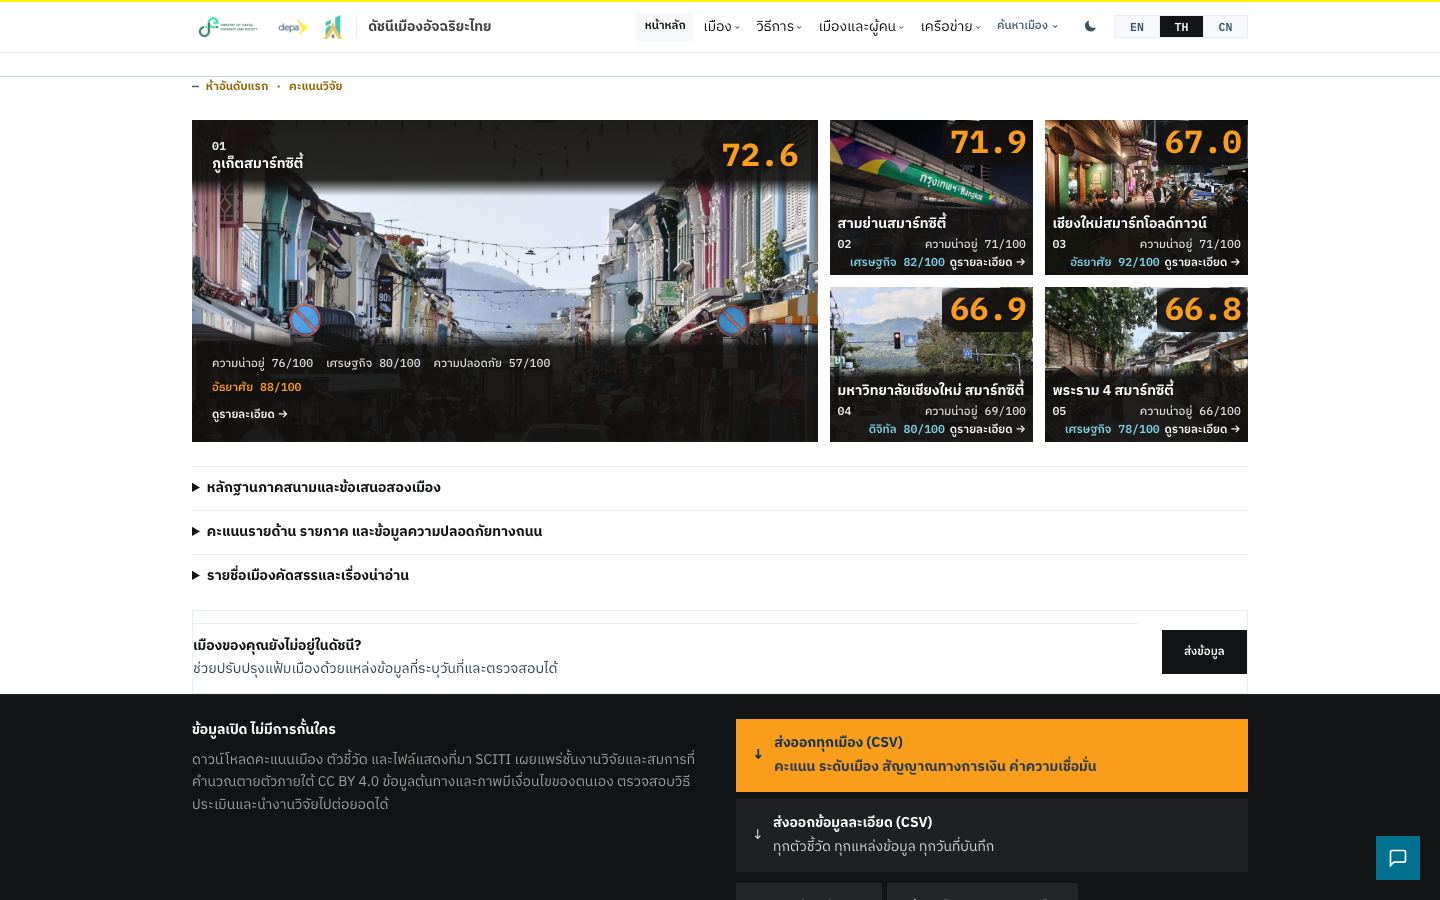 depa
ดัชนีเมืองอัจฉริยะไทย
หน้าหลัก
เมือง
วิธีการ
เมืองและผู้คน
เครือข่าย
ค้นหาเมือง
EN
TH
CN
— ห้าอันดับแรก · คะแนนวิจัย
01
ภูเก็ตสมาร์ทซิตี้
72.6
ความน่าอยู่ 76/100 เศรษฐกิจ 80/100 ความปลอดภัย 57/100
อัธยาศัย 88/100
ดูรายละเอียด →
71.9
กรุงเทพฯ - Bangkok
สามย่านสมาร์ทซิตี้
02 ความน่าอยู่ 71/100
เศรษฐกิจ 82/100 ดูรายละเอียด →
67.0
เชียงใหม่สมาร์ทโอลด์ทาวน์
03 ความน่าอยู่ 71/100
อัธยาศัย 92/100 ดูรายละเอียด →
66.9
มหาวิทยาลัยเชียงใหม่ สมาร์ทซิตี้
04 ความน่าอยู่ 69/100
ดิจิทัล 80/100 ดูรายละเอียด →
66.8
พระราม 4 สมาร์ทซิตี้
05 ความน่าอยู่ 66/100
เศรษฐกิจ 78/100 ดูรายละเอียด →
หลักฐานภาคสนามและข้อเสนอสองเมือง
คะแนนรายด้าน รายภาค และข้อมูลความปลอดภัยทางถนน
รายชื่อเมืองคัดสรรและเรื่องน่าอ่าน
เมืองของคุณยังไม่อยู่ในดัชนี?
ช่วยปรับปรุงแฟ้มเมืองด้วยแหล่งข้อมูลที่ระบุวันที่และตรวจสอบได้
ส่งข้อมูล
ข้อมูลเปิด ไม่มีการกั้นใคร
ดาวน์โหลดคะแนนเมือง ตัวชี้วัด และไฟล์แสดงที่มา SCITI เผยแพร่ชั้นงานวิจัยและสมการที่
คำนวณตายตัวภายใต้ CC BY 4.0 ข้อมูลต้นทางและภาพมีเงื่อนไขของตนเอง ตรวจสอบวิธี
ประเมินและนำงานวิจัยไปต่อยอดได้
↓ ส่งออกทุกเมือง (CSV)
คะแนน ระดับเมือง สัญญาณทางการเงิน ค่าความเชื่อมั่น
↓ ส่งออกข้อมูลละเอียด (CSV)
ทุกตัวชี้วัด ทุกแหล่งข้อมูล ทุกวันที่บันทึก